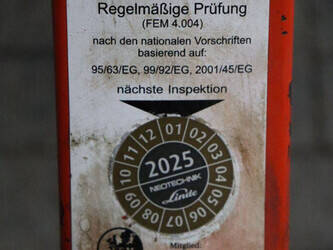 Regelmäßige Prüfung
(FEM 4.004)
nach den nationalen Vorschriften
basierend auf:
95/63/EG, 99/92/EG, 2001/45/EG
nächste Inspektion
01 02 03 04 05 06 07 08 09 10 11 12
2025
NEOTECHNIK
Linde
Mitglied: